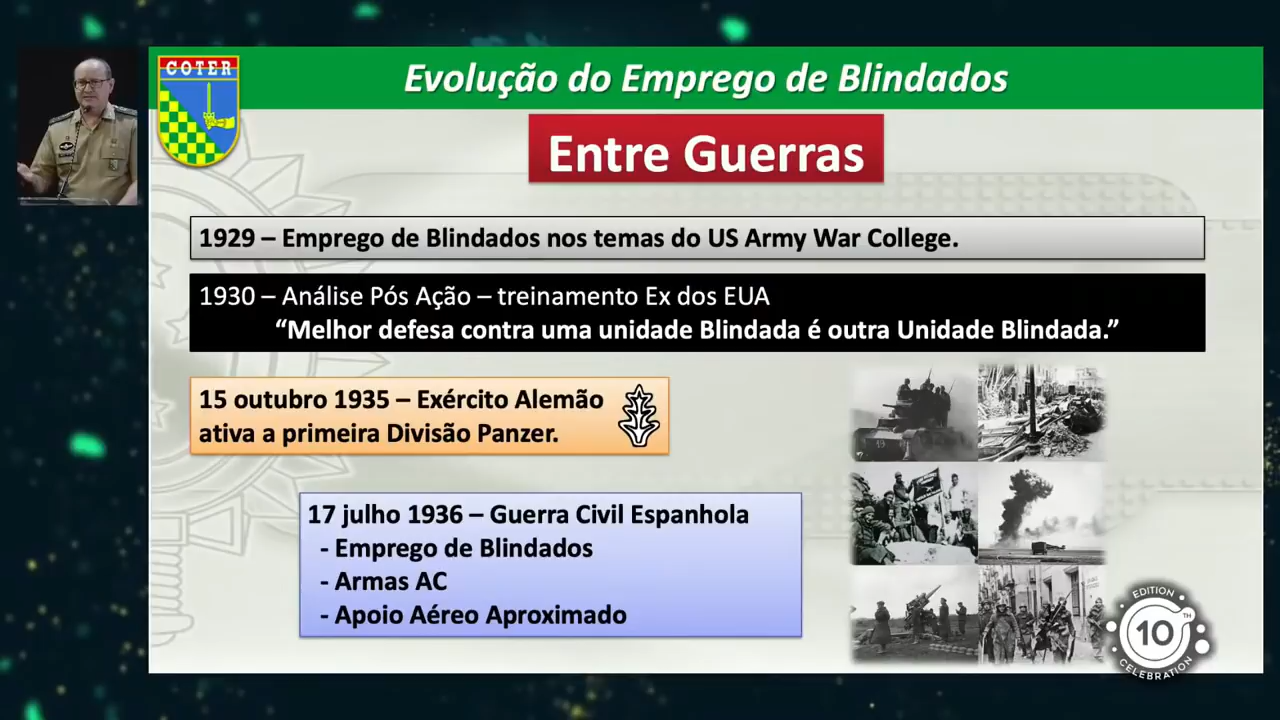 COTER
Evolução do Emprego de Blindados
Entre Guerras
1929 – Emprego de Blindados nos temas do US Army War College.
1930 – Análise Pós Ação – treinamento Ex dos EUA
“Melhor defesa contra uma unidade Blindada é outra Unidade Blindada.”
15 outubro 1935 – Exército Alemão
ativa a primeira Divisão Panzer.
17 julho 1936 – Guerra Civil Espanhola
- Emprego de Blindados
- Armas AC
- Apoio Aéreo Aproximado
EDITION
10TH
CELEBRATION